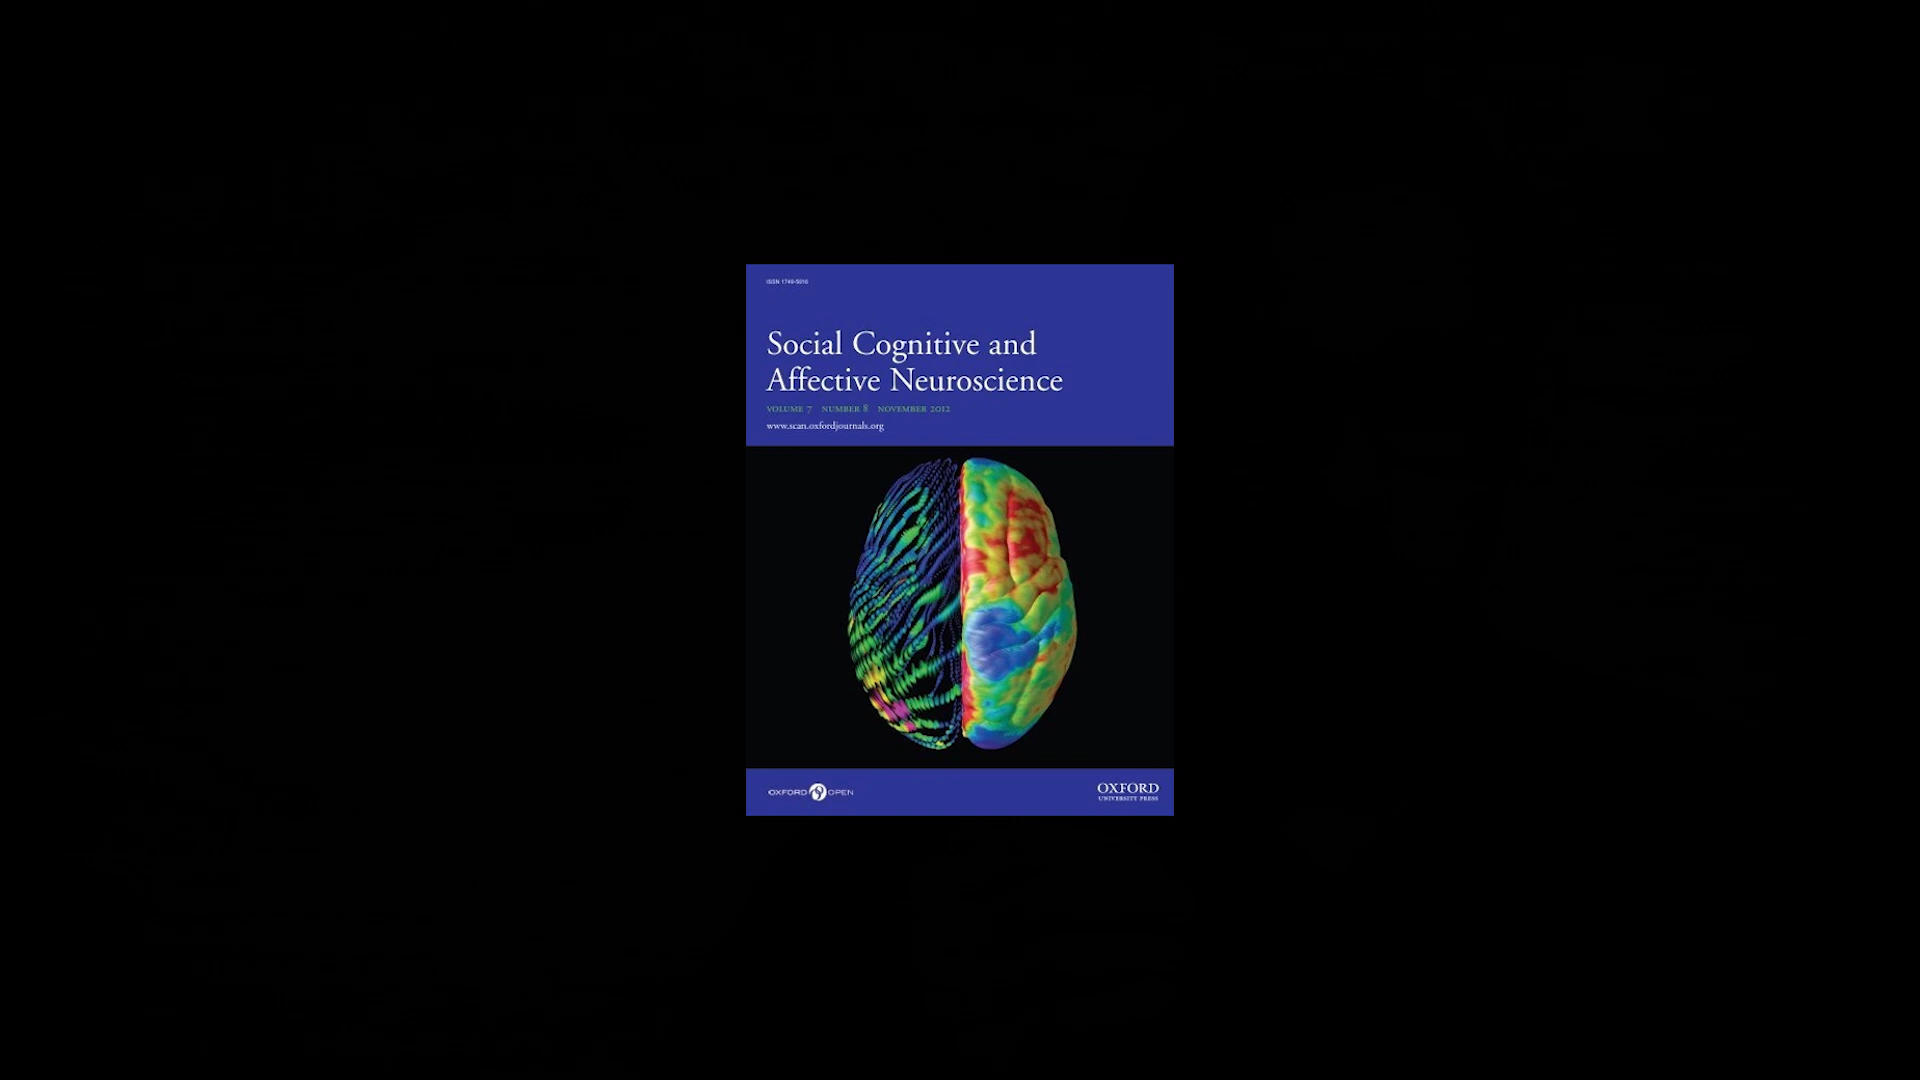 ISSN 1749-5016
Social Cognitive and
Affective Neuroscience
VOLUME 7 NUMBER 8 NOVEMBER 2012
www.scan.oxfordjournals.org
OXFORD OPEN
OXFORD
UNIVERSITY PRESS